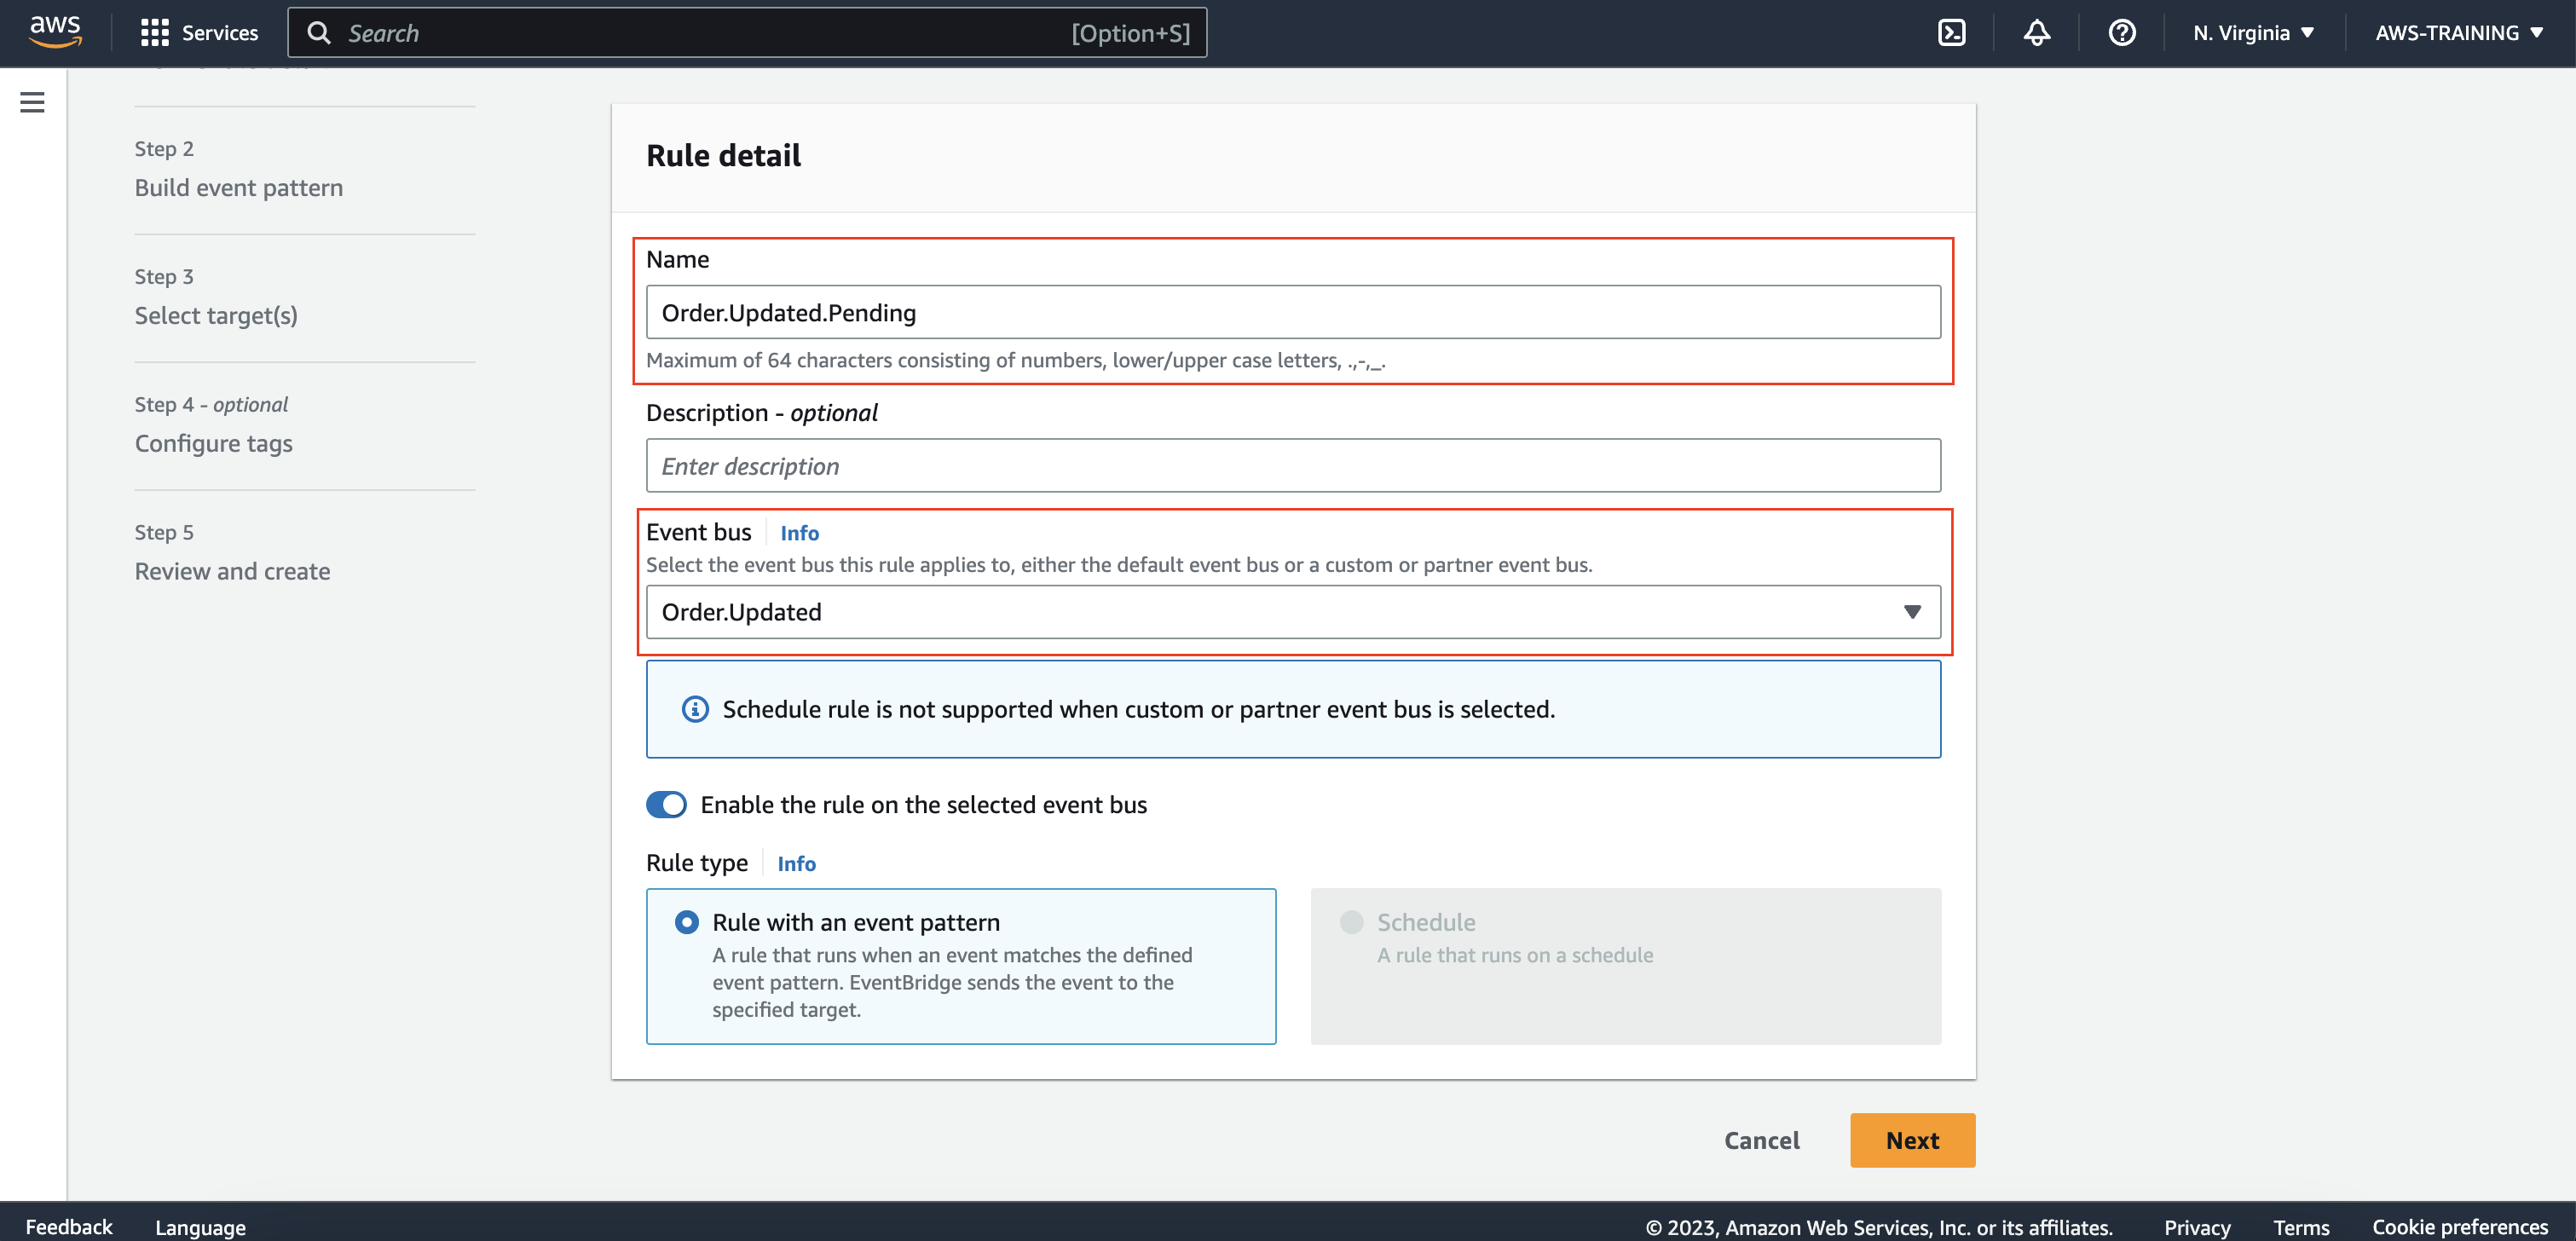 aws
Services
Search
[Option+S]
N. Virginia
AWS-TRAINING
Step 2
Build event pattern
Step 3
Select target(s)
Step 4 - optional
Configure tags
Step 5
Review and create
Rule detail
Name
Order.Updated.Pending
Maximum of 64 characters consisting of numbers, lower/upper case letters, .,-,_.
Description - optional
Enter description
Event bus
Info
Select the event bus this rule applies to, either the default event bus or a custom or partner event bus.
Order.Updated
Schedule rule is not supported when custom or partner event bus is selected.
Enable the rule on the selected event bus
Rule type
Info
Rule with an event pattern
A rule that runs when an event matches the defined
event pattern. EventBridge sends the event to the
specified target.
Schedule
A rule that runs on a schedule
Cancel
Next
Feedback
Language
© 2023, Amazon Web Services, Inc. or its affiliates.
Privacy
Terms
Cookie preferences